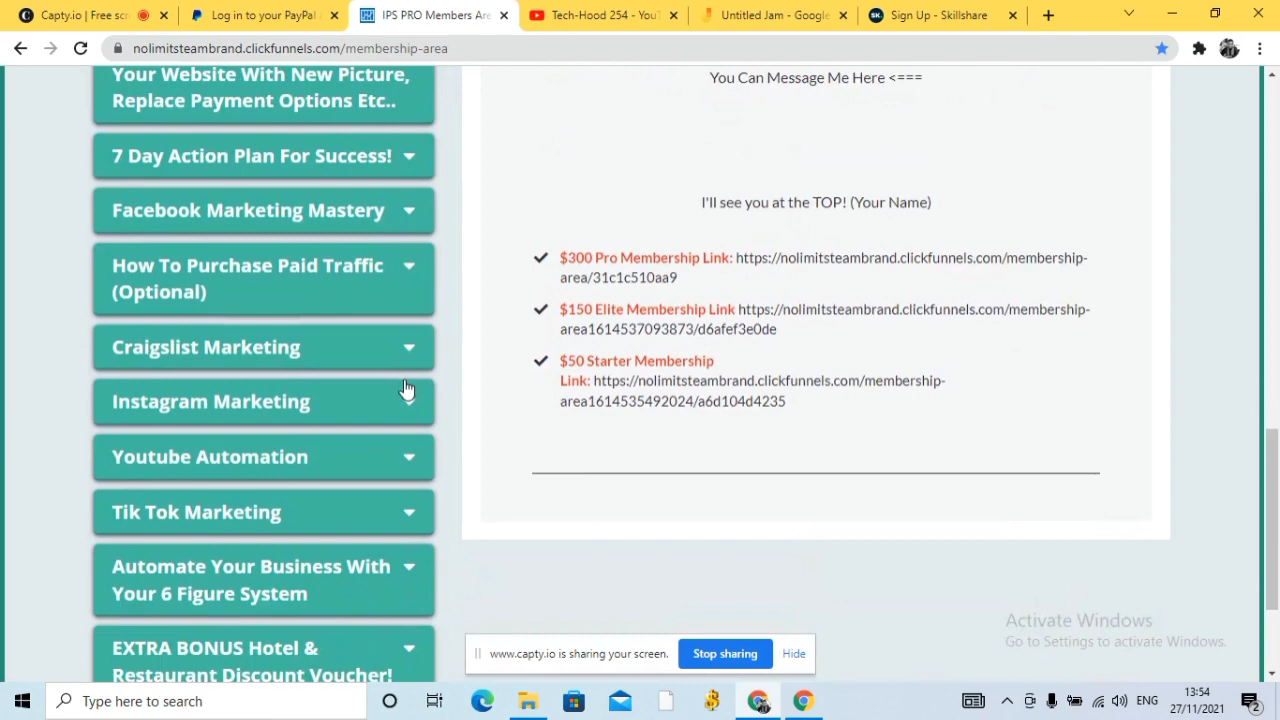 Capty.io | Free scr
Log in to your PayPal A
IPS PRO Members Are
Tech-Hood 254 - YouT
Untitled Jam - Google
SK.
Sign Up - Skillshare
nolimitsteambrand.clickfunnels.com/membership-area
Your Website With New Picture,
Replace Payment Options Etc..
7 Day Action Plan For Success!
Facebook Marketing Mastery
How To Purchase Paid Traffic
(Optional)
Craigslist Marketing
Instagram Marketing
Youtube Automation
Tik Tok Marketing
Automate Your Business With
Your 6 Figure System
EXTRA BONUS Hotel &
Restaurant Discount Voucher!
You Can Message Me Here <===
I'll see you at the TOP! (Your Name)
$300 Pro Membership Link: https://nolimitsteambrand.clickfunnels.com/membership-
area/31c1c510aa9
$150 Elite Membership Link https://nolimitsteambrand.clickfunnels.com/membership-
area1614537093873/d6afef3e0de
$50 Starter Membership
Link: https://nolimitsteambrand.clickfunnels.com/membership-
area1614535492024/a6d104d4235
Activate Windows
Go to Settings to activate Windows.
www.capty.io is sharing your screen.
Stop sharing
Hide
Type here to search
ENG
13:54
27/11/2021
2